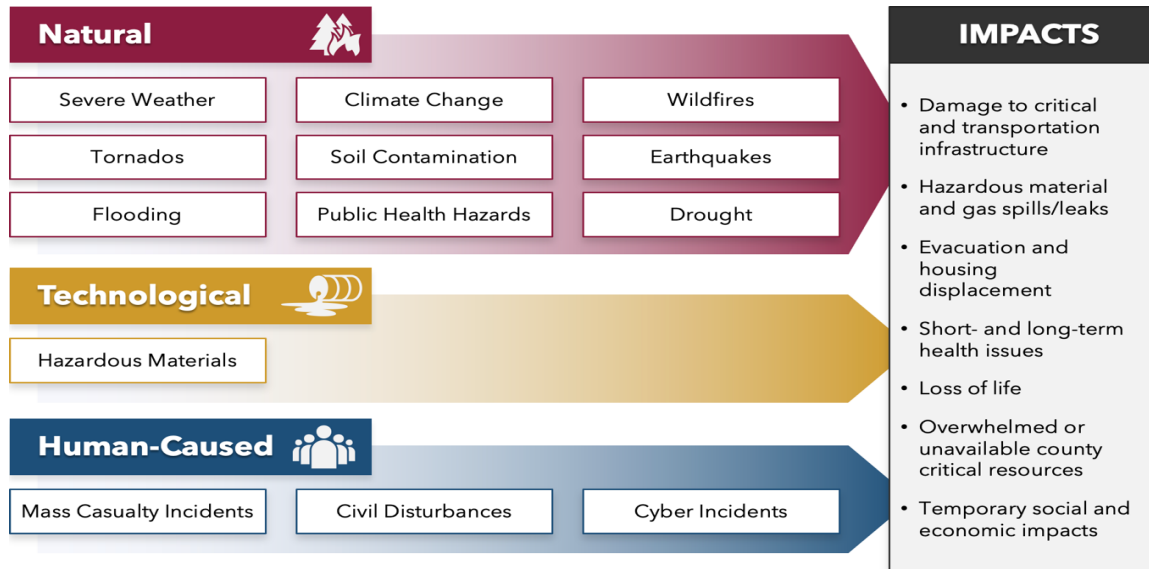 Natural
Severe Weather
Climate Change
Wildfires
Tornados
Soil Contamination
Earthquakes
Flooding
Public Health Hazards
Drought
Technological
Hazardous Materials
Human-Caused
Mass Casualty Incidents
Civil Disturbances
Cyber Incidents
IMPACTS
• Damage to critical
and transportation
infrastructure
• Hazardous material
and gas spills/leaks
• Evacuation and
housing
displacement
• Short- and long-term
health issues
• Loss of life
• Overwhelmed or
unavailable county
critical resources
• Temporary social and
economic impacts